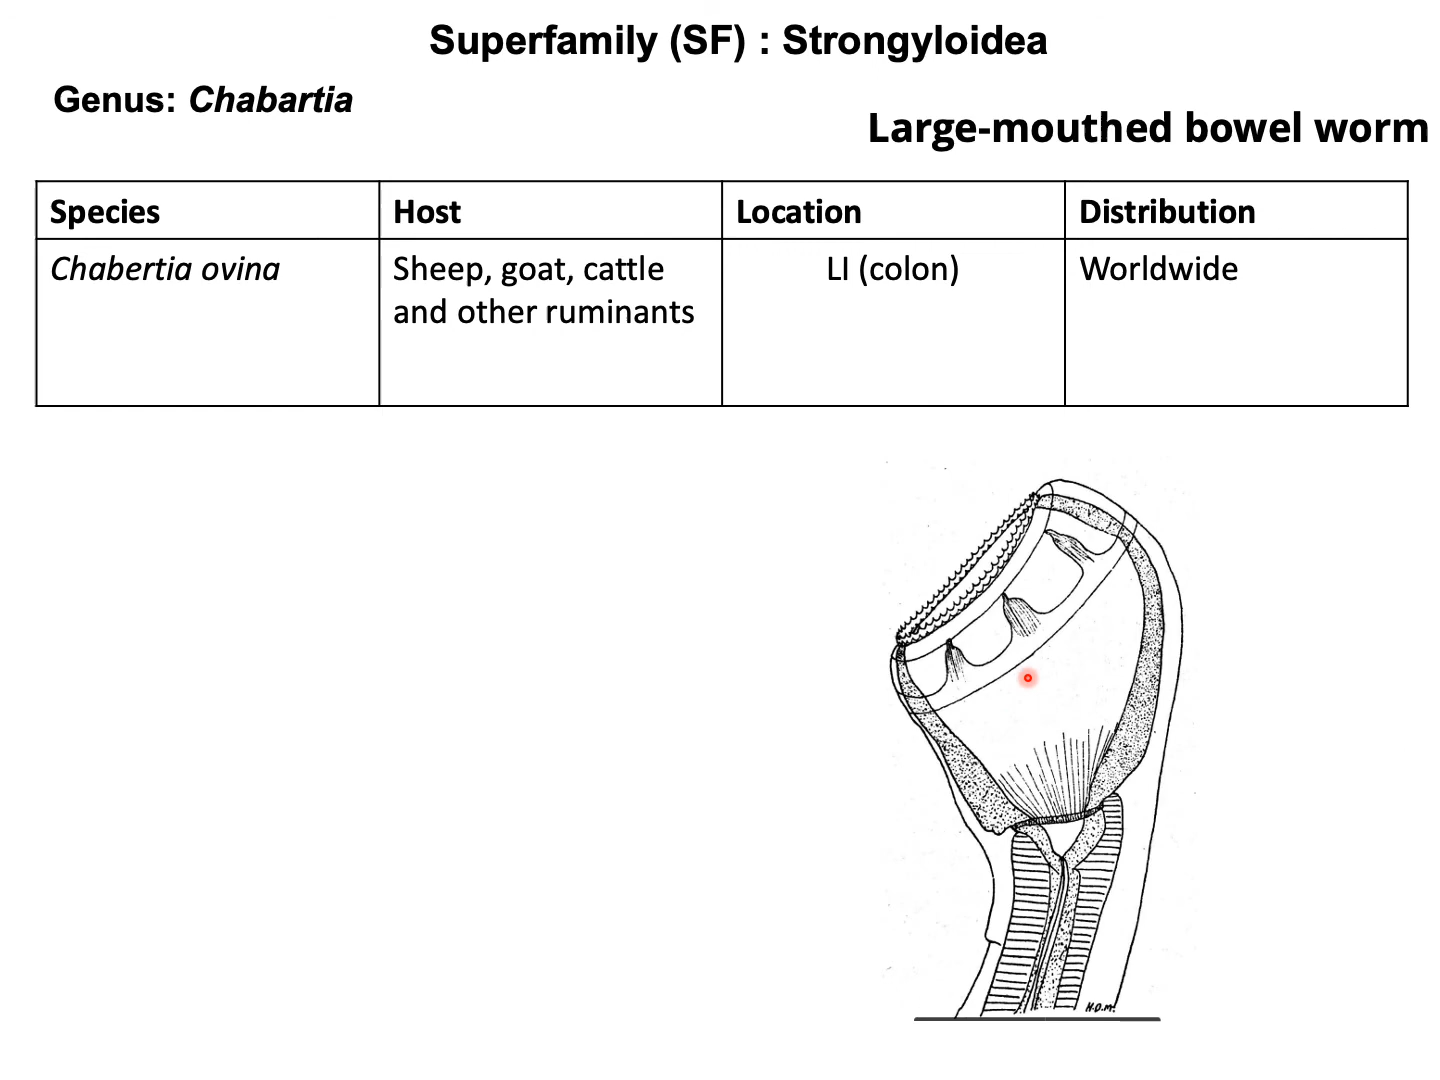 Superfamily (SF) : Strongyloidea
Genus: Chabartia
Large-mouthed bowel worm
Species Host Location Distribution
Chabertia ovina Sheep, goat, cattle LI (colon) Worldwide
and other ruminants
H.D.M.